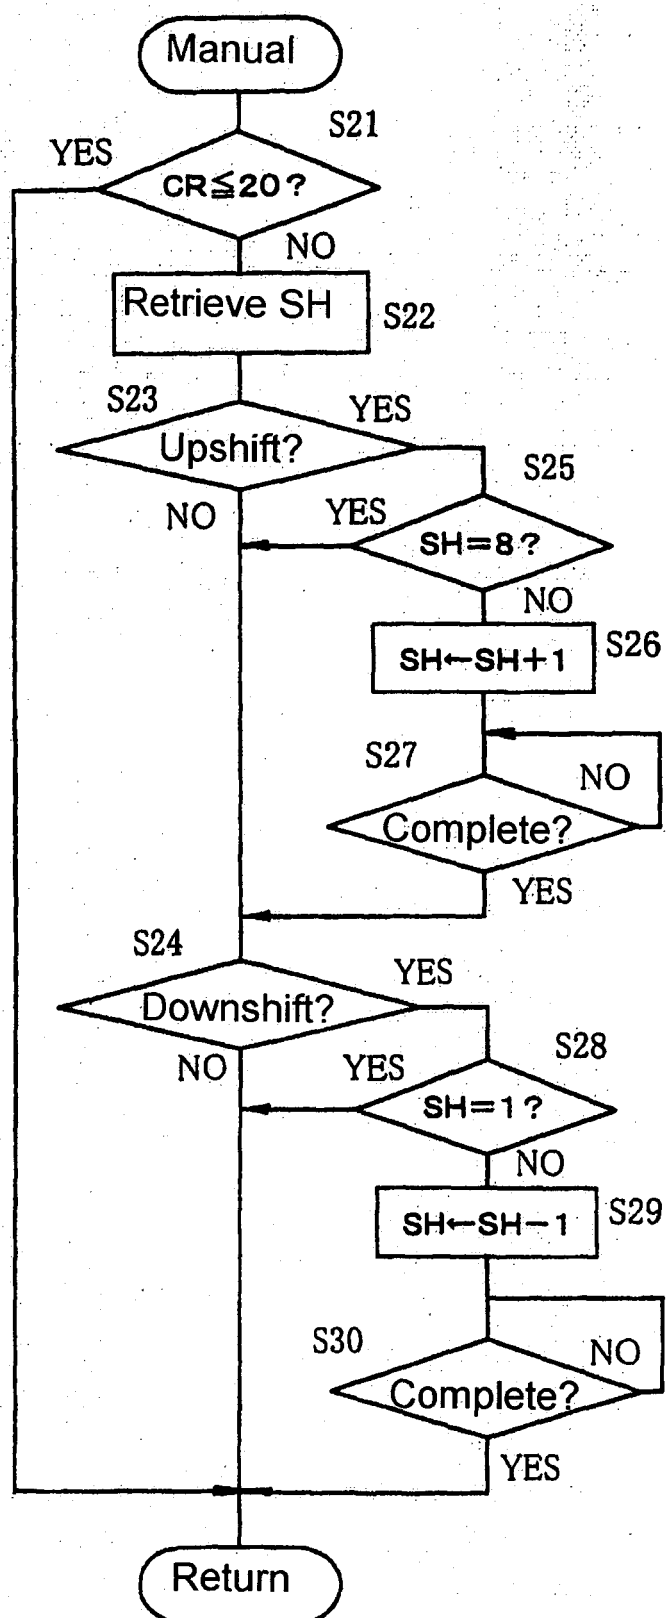 Manual
S21
YES
CR≦20?
NO
Retrieve SH
S22
S23
YES
Upshift?
S25
NO
YES
SH=8?
NO
S26
SH←SH+1
S27
NO
Complete?
YES
S24
YES
Downshift?
S28
NO
YES
SH=1?
NO
S29
SH←SH−1
S30
NO
Complete?
YES
Return